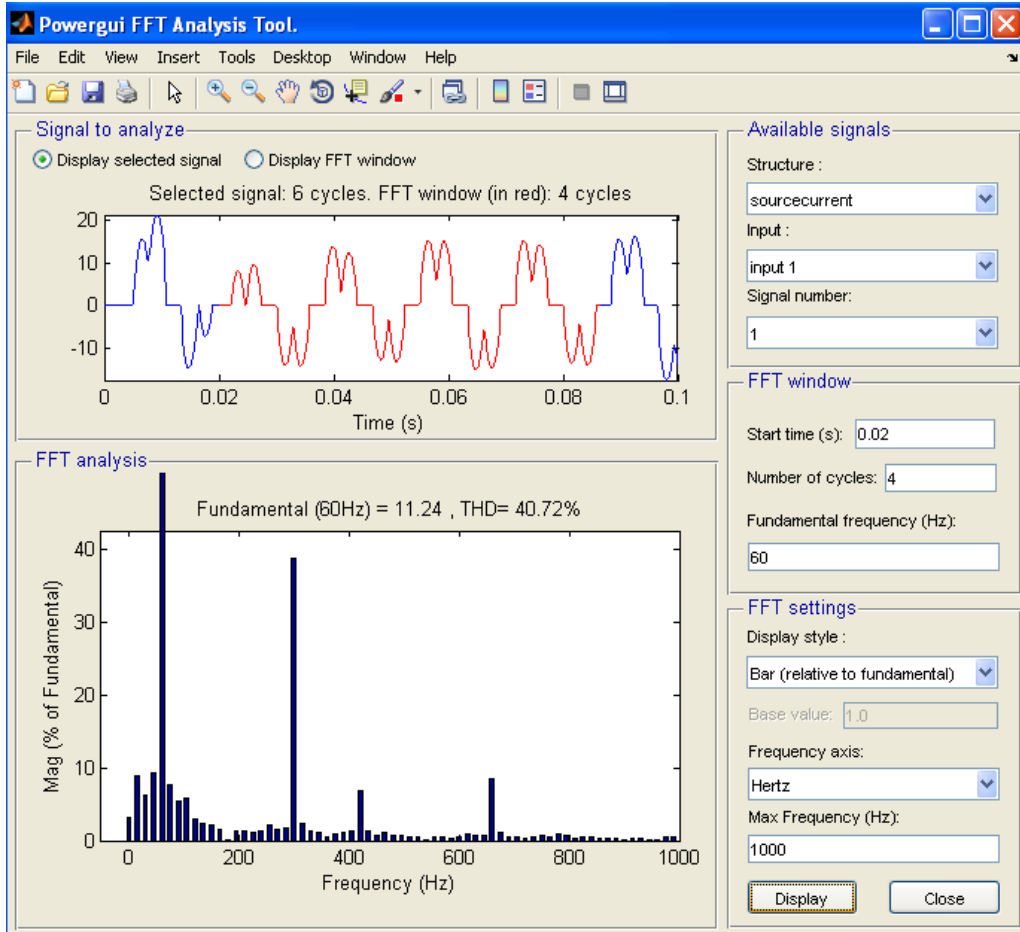 Powergui FFT Analysis Tool.
File Edit View Insert Tools Desktop Window Help
Signal to analyze
Display selected signal Display FFT window
Selected signal: 6 cycles. FFT window (in red): 4 cycles
20
10
0
-10
0 0.02 0.04 0.06 0.08 0.1
Time (s)
FFT analysis
Fundamental (60Hz) = 11.24 , THD= 40.72%
Mag (% of Fundamental)
40
30
20
10
0
0 200 400 600 800 1000
Frequency (Hz)
Available signals
Structure :
sourcecurrent
Input :
input 1
Signal number:
1
FFT window
Start time (s): 0.02
Number of cycles: 4
Fundamental frequency (Hz):
60
FFT settings
Display style :
Bar (relative to fundamental)
Base value: 1.0
Frequency axis:
Hertz
Max Frequency (Hz):
1000
Display Close